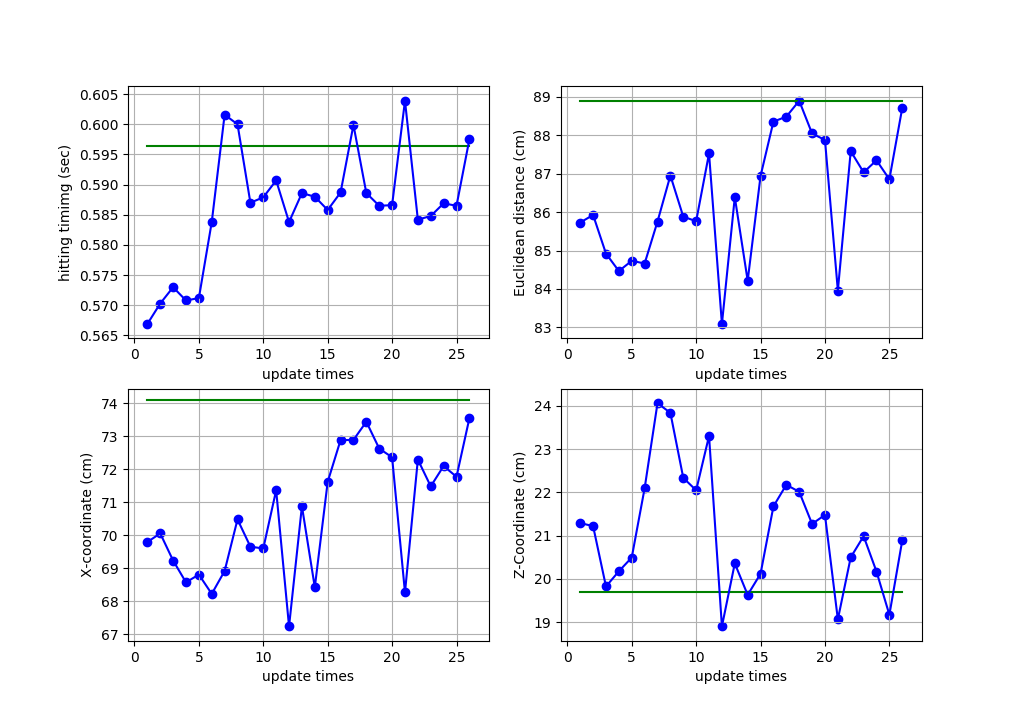 0.605
0.600
0.595
0.590
0.585
0.580
0.575
0.570
0.565
hitting timimg (sec)
0 5 10 15 20 25
update times
89
88
87
86
85
84
83
Euclidean distance (cm)
0 5 10 15 20 25
update times
74
73
72
71
70
69
68
67
X-coordinate (cm)
0 5 10 15 20 25
update times
24
23
22
21
20
19
Z-Coordinate (cm)
0 5 10 15 20 25
update times